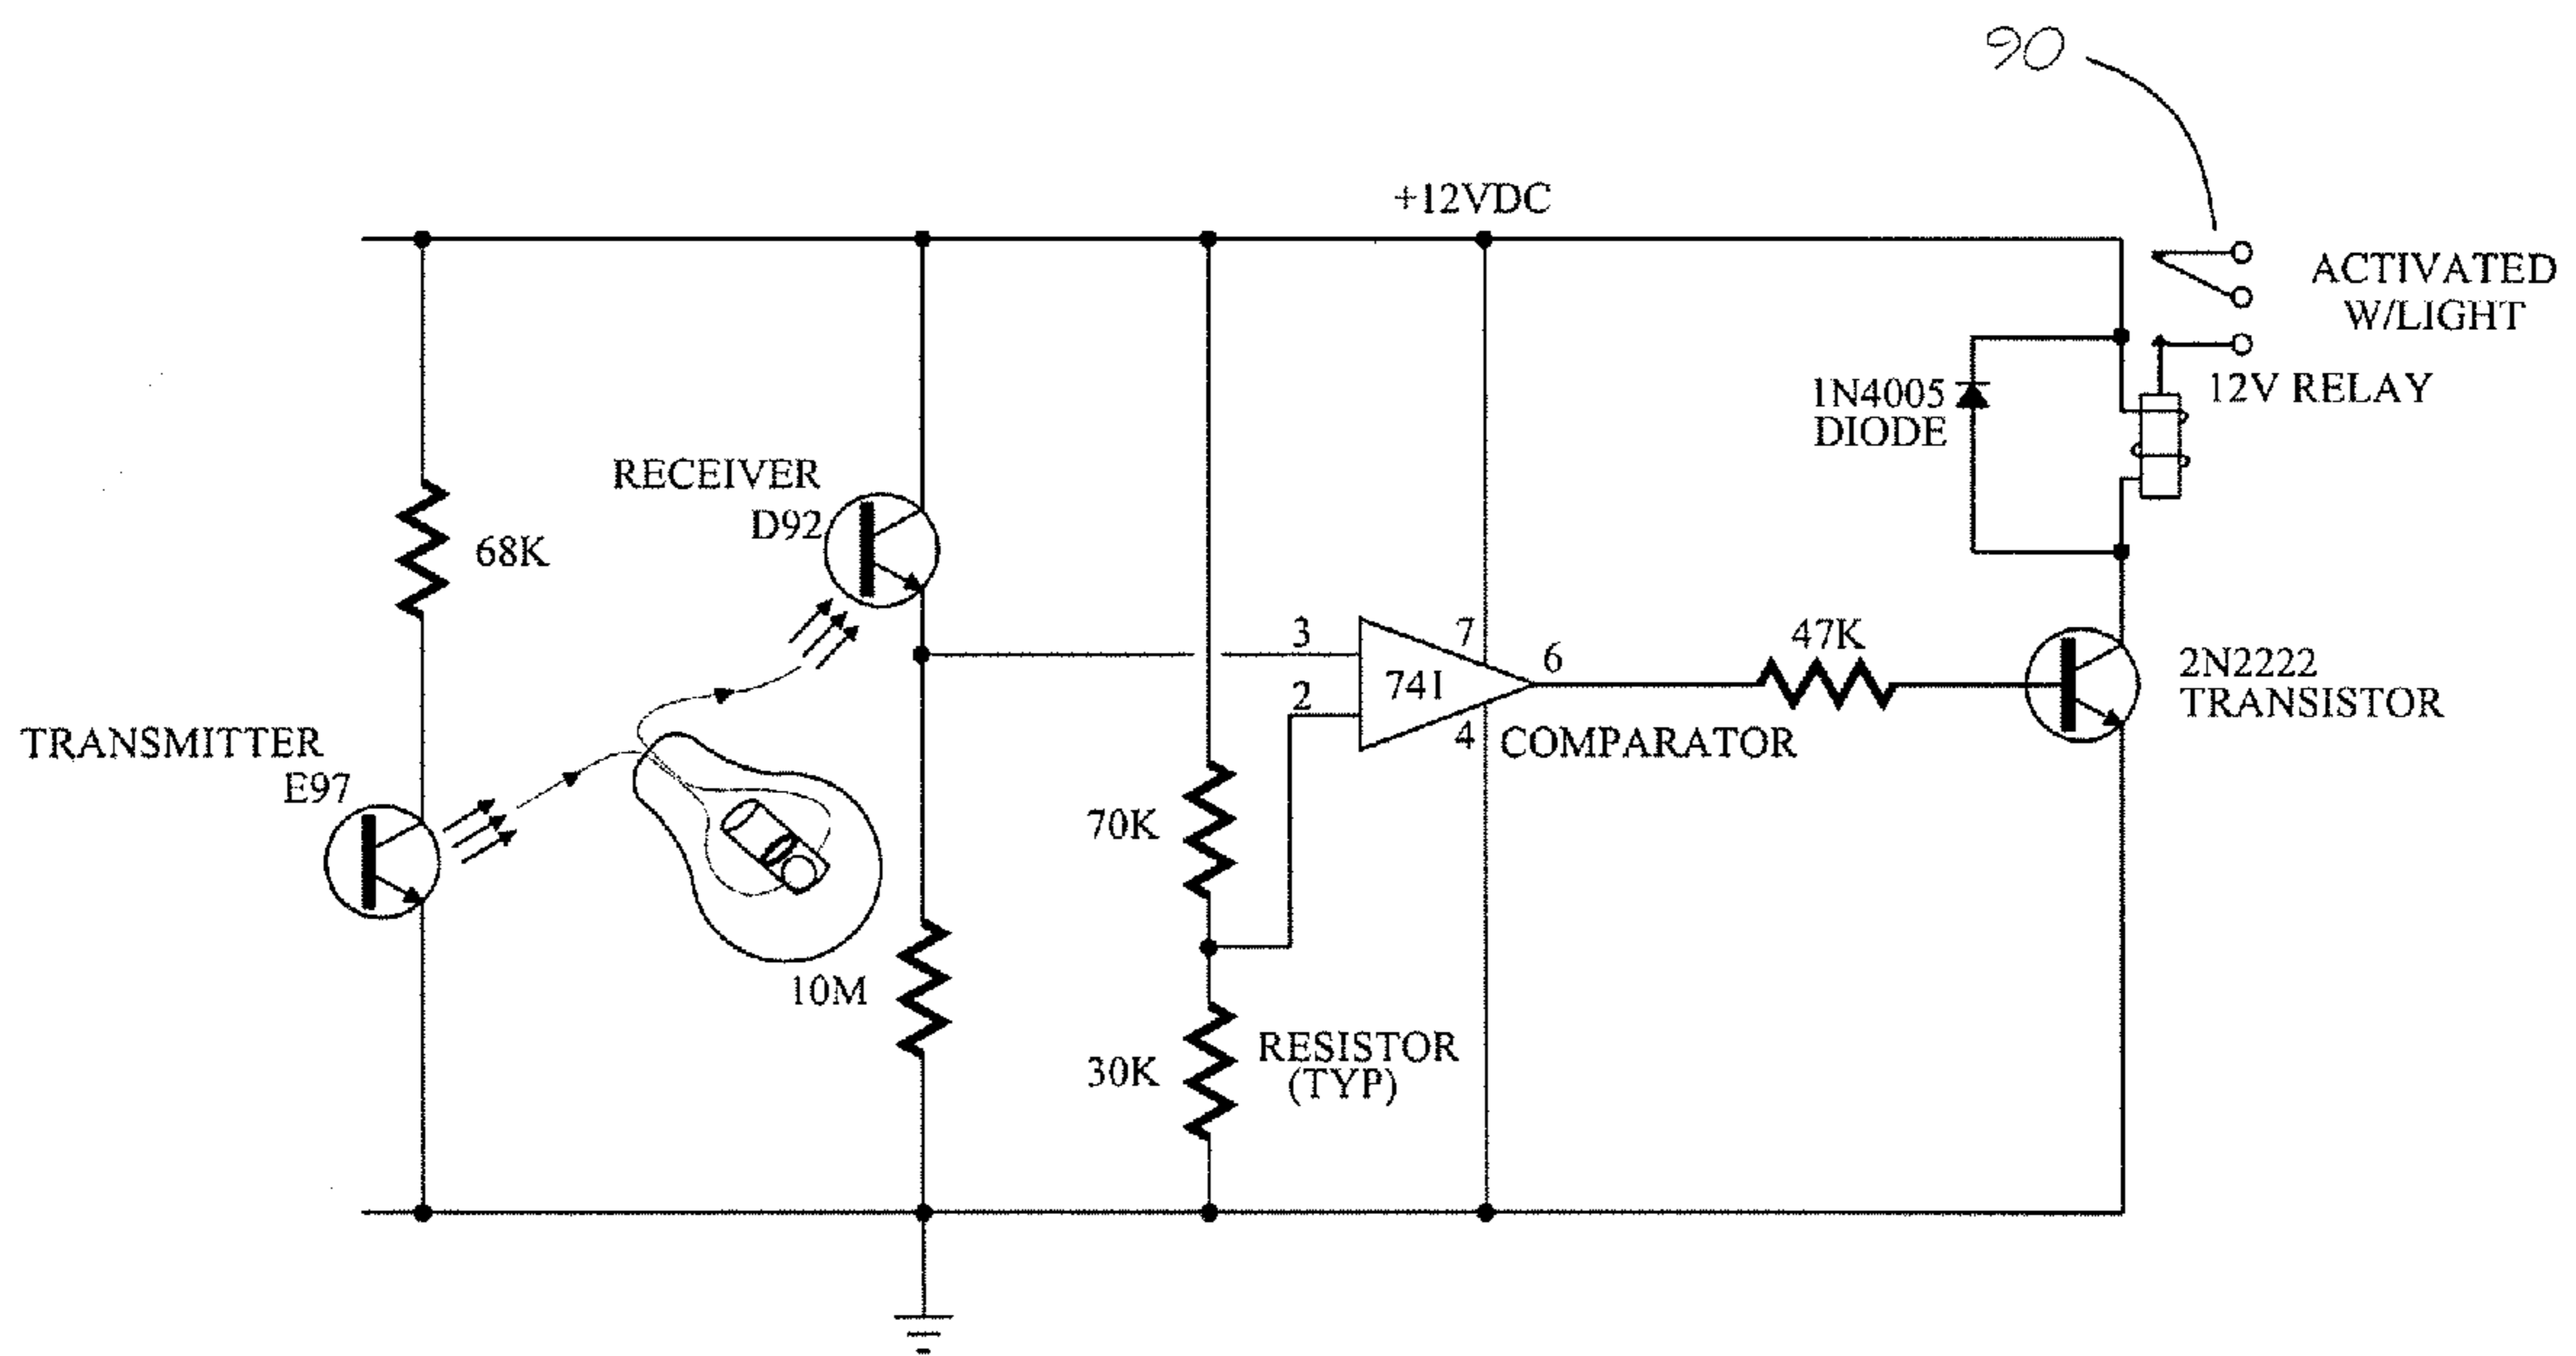 90
+12VDC
ACTIVATED
W/LIGHT
12V RELAY
1N4005
DIODE
RECEIVER
D92
68K
3
7
6
741
2
4
47K
2N2222
TRANSISTOR
COMPARATOR
TRANSMITTER
E97
70K
10M
30K
RESISTOR
(TYP)